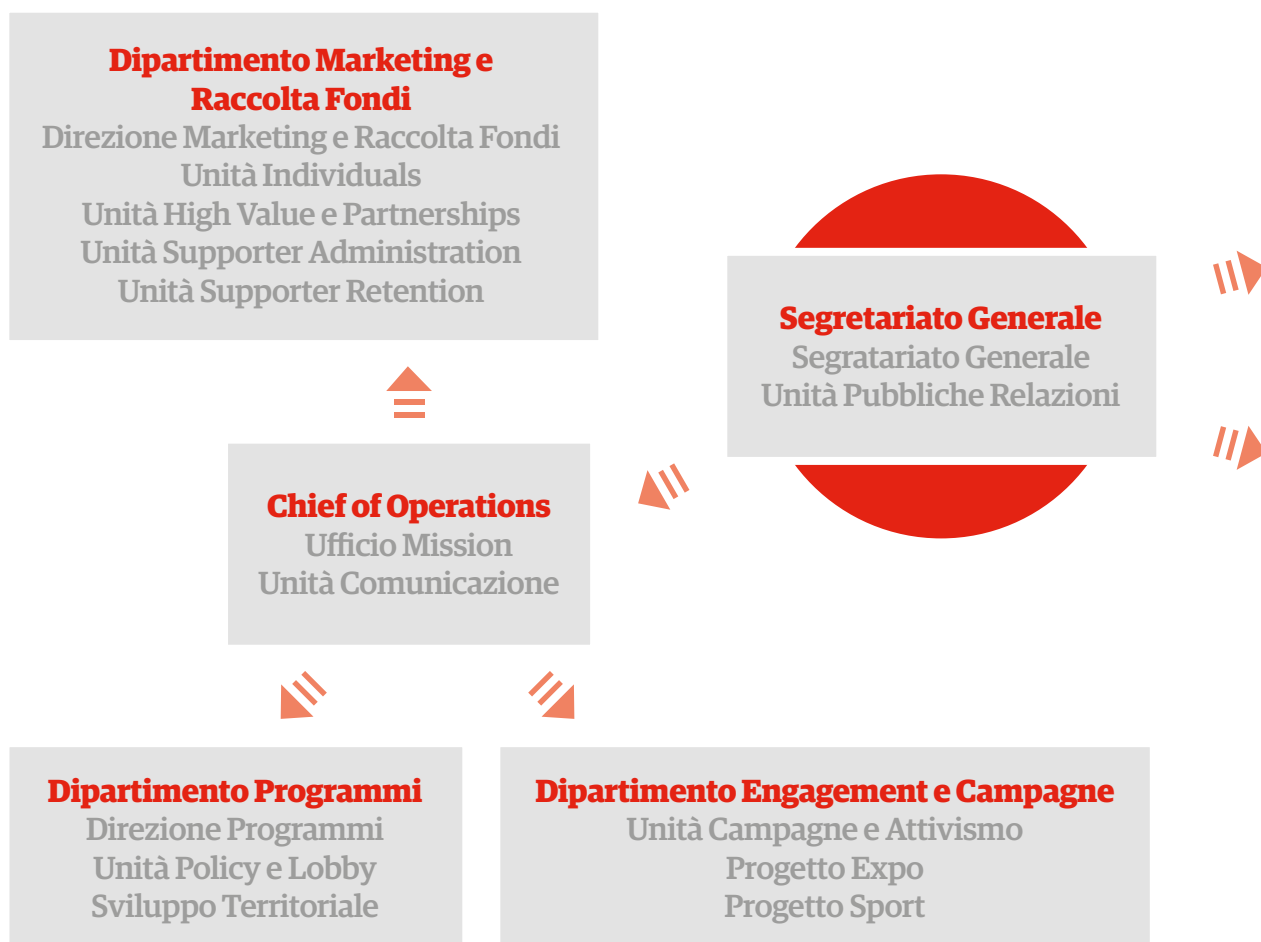 Dipartimento Marketing e
Raccolta Fondi
Direzione Marketing e Raccolta Fondi
Unità Individuals
Unità High Value e Partnerships
Unità Supporter Administration
Unità Supporter Retention
Segretariato Generale
Segratariato Generale
Unità Pubbliche Relazioni
Chief of Operations
Ufficio Mission
Unità Comunicazione
Dipartimento Programmi
Direzione Programmi
Unità Policy e Lobby
Sviluppo Territoriale
Dipartimento Engagement e Campagne
Unità Campagne e Attivismo
Progetto Expo
Progetto Sport